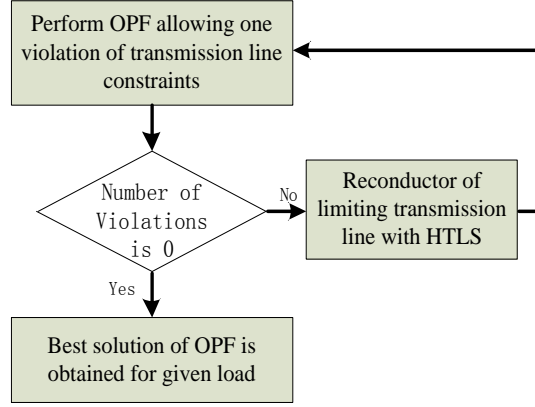 Perform OPF allowing one
violation of transmission line
constraints
Number of
Violations
is 0
No
Reconductor of
limiting transmission
line with HTLS
Yes
Best solution of OPF is
obtained for given load